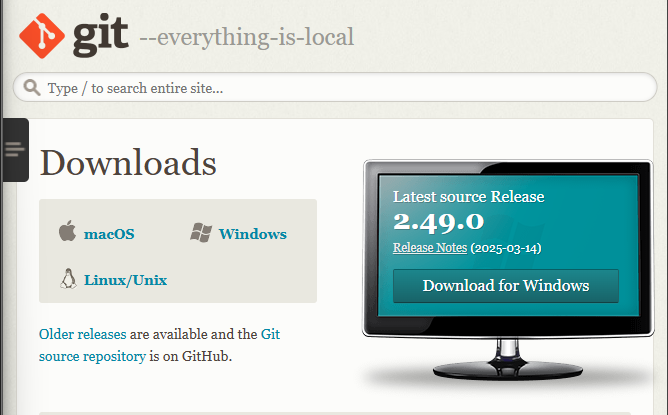 git --everything-is-local
Type / to search entire site...
Downloads
macOS
Windows
Linux/Unix
Older releases are available and the Git
source repository is on GitHub.
Latest source Release
2.49.0
Release Notes (2025-03-14)
Download for Windows